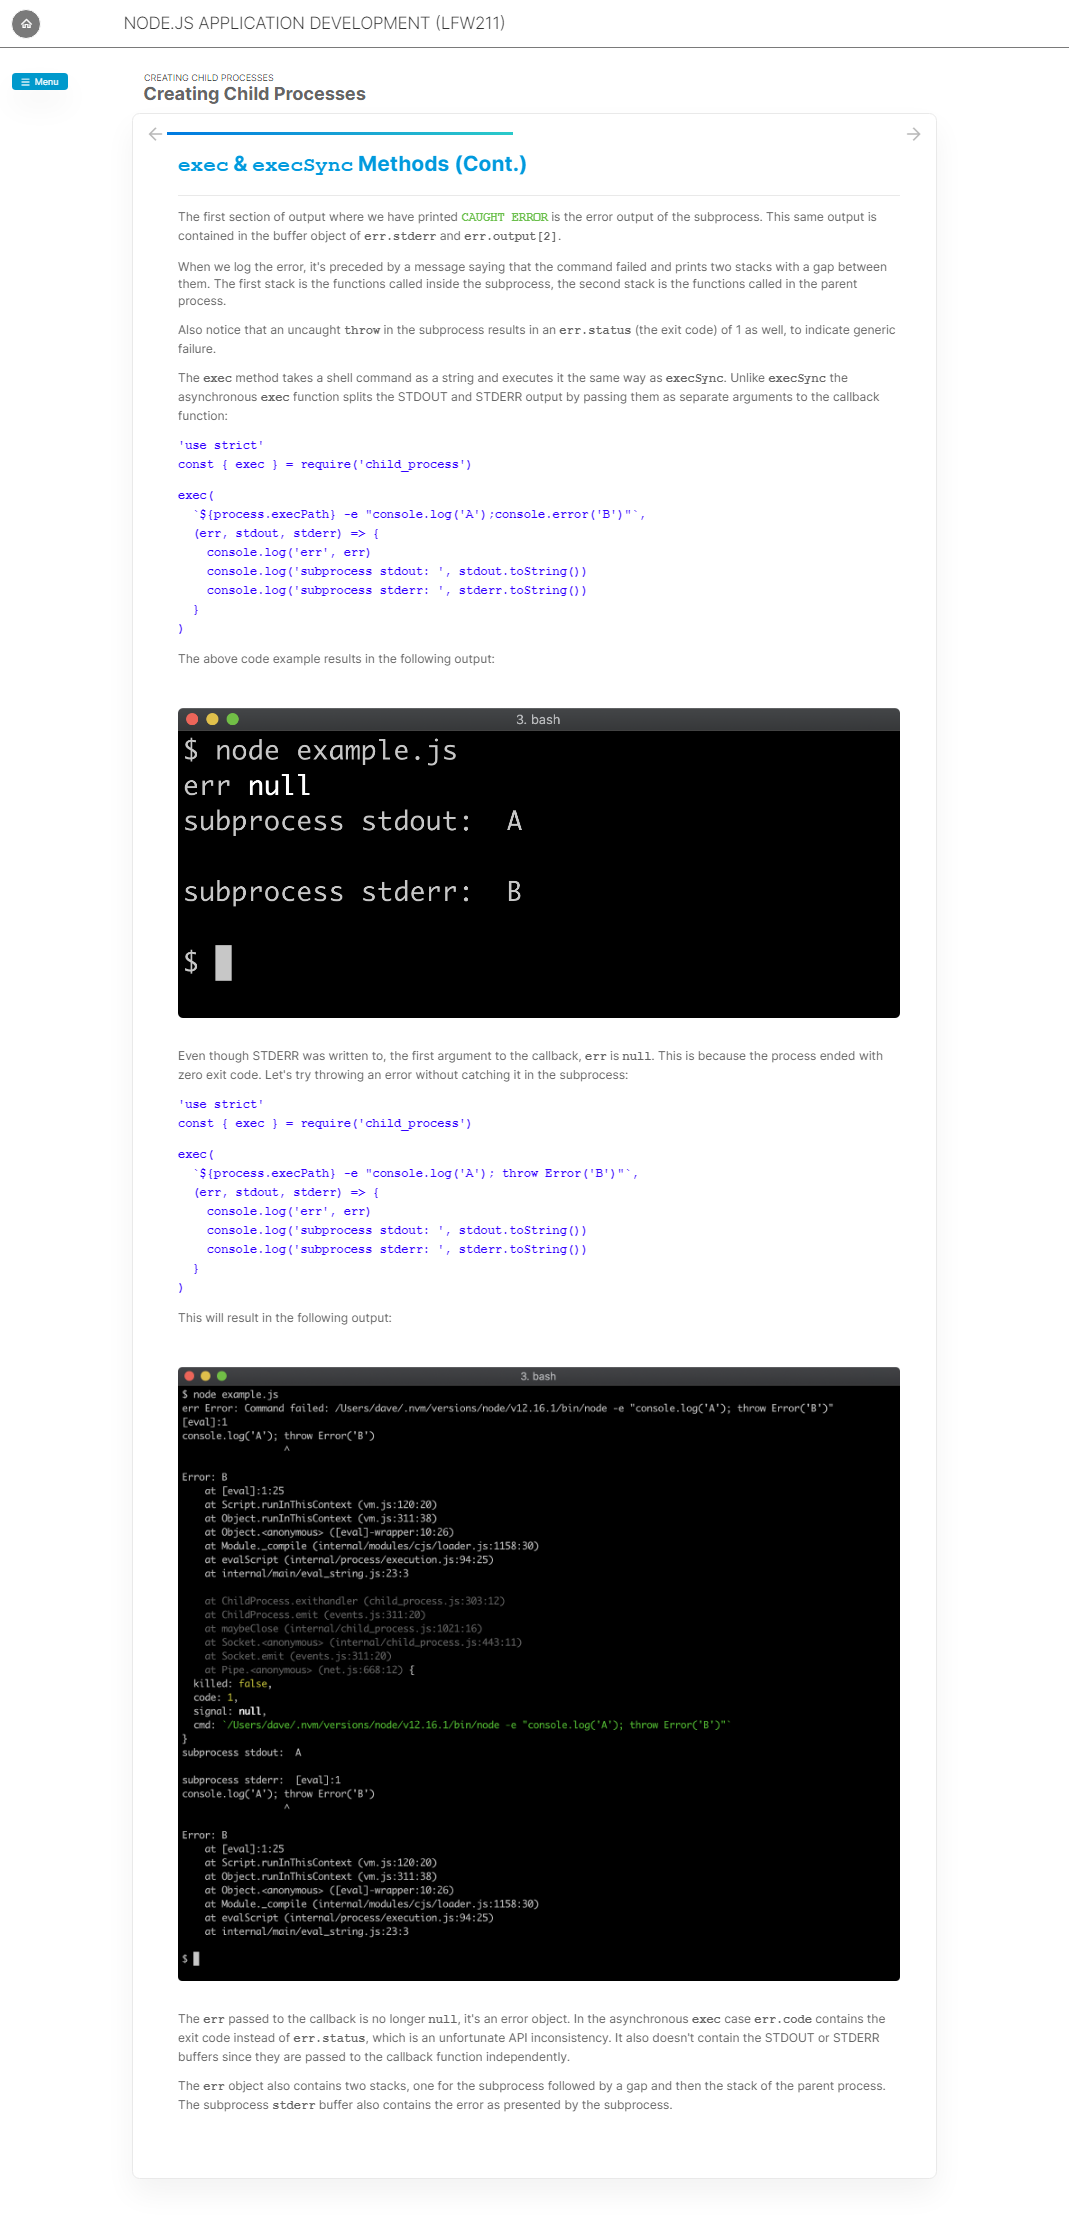 NODE.JS APPLICATION DEVELOPMENT (LFW211)
Menu
CREATING CHILD PROCESSES
Creating Child Processes
exec & execSync Methods (Cont.)
The first section of output where we have printed CAUGHT ERROR is the error output of the subprocess. This same output is
contained in the buffer object of err.stderr and err.output[2].
When we log the error, it's preceded by a message saying that the command failed and prints two stacks with a gap between
them. The first stack is the functions called inside the subprocess, the second stack is the functions called in the parent
process.
Also notice that an uncaught throw in the subprocess results in an err.status (the exit code) of 1 as well, to indicate generic
failure.
The exec method takes a shell command as a string and executes it the same way as execSync. Unlike execSync the
asynchronous exec function splits the STDOUT and STDERR output by passing them as separate arguments to the callback
function:
'use strict'
const { exec } = require('child_process')
exec(
  `${process.execPath} -e "console.log('A');console.error('B')"`,
  (err, stdout, stderr) => {
    console.log('err', err)
    console.log('subprocess stdout: ', stdout.toString())
    console.log('subprocess stderr: ', stderr.toString())
  }
)
The above code example results in the following output:
3. bash
$ node example.js
err null
subprocess stdout:  A
subprocess stderr:  B
$
Even though STDERR was written to, the first argument to the callback, err is null. This is because the process ended with
zero exit code. Let's try throwing an error without catching it in the subprocess:
'use strict'
const { exec } = require('child_process')
exec(
  `${process.execPath} -e "console.log('A'); throw Error('B')"`,
  (err, stdout, stderr) => {
    console.log('err', err)
    console.log('subprocess stdout: ', stdout.toString())
    console.log('subprocess stderr: ', stderr.toString())
  }
)
This will result in the following output:
3. bash
$ node example.js
err Error: Command failed: /Users/dave/.nvm/versions/node/v12.16.1/bin/node -e "console.log('A'); throw Error('B')"
[eval]:1
console.log('A'); throw Error('B')
                  ^
Error: B
    at [eval]:1:25
    at Script.runInThisContext (vm.js:120:20)
    at Object.runInThisContext (vm.js:311:38)
    at Object.<anonymous> ([eval]-wrapper:10:26)
    at Module._compile (internal/modules/cjs/loader.js:1158:30)
    at evalScript (internal/process/execution.js:94:25)
    at internal/main/eval_string.js:23:3
    at ChildProcess.exithandler (child_process.js:303:12)
    at ChildProcess.emit (events.js:311:20)
    at maybeClose (internal/child_process.js:1021:16)
    at Socket.<anonymous> (internal/child_process.js:443:11)
    at Socket.emit (events.js:311:20)
    at Pipe.<anonymous> (net.js:668:12) {
  killed: false,
  code: 1,
  signal: null,
  cmd: `/Users/dave/.nvm/versions/node/v12.16.1/bin/node -e "console.log('A'); throw Error('B')"`
}
subprocess stdout:  A
subprocess stderr:  [eval]:1
console.log('A'); throw Error('B')
                  ^
Error: B
    at [eval]:1:25
    at Script.runInThisContext (vm.js:120:20)
    at Object.runInThisContext (vm.js:311:38)
    at Object.<anonymous> ([eval]-wrapper:10:26)
    at Module._compile (internal/modules/cjs/loader.js:1158:30)
    at evalScript (internal/process/execution.js:94:25)
    at internal/main/eval_string.js:23:3
$
The err passed to the callback is no longer null, it's an error object. In the asynchronous exec case err.code contains the
exit code instead of err.status, which is an unfortunate API inconsistency. It also doesn't contain the STDOUT or STDERR
buffers since they are passed to the callback function independently.
The err object also contains two stacks, one for the subprocess followed by a gap and then the stack of the parent process.
The subprocess stderr buffer also contains the error as presented by the subprocess.